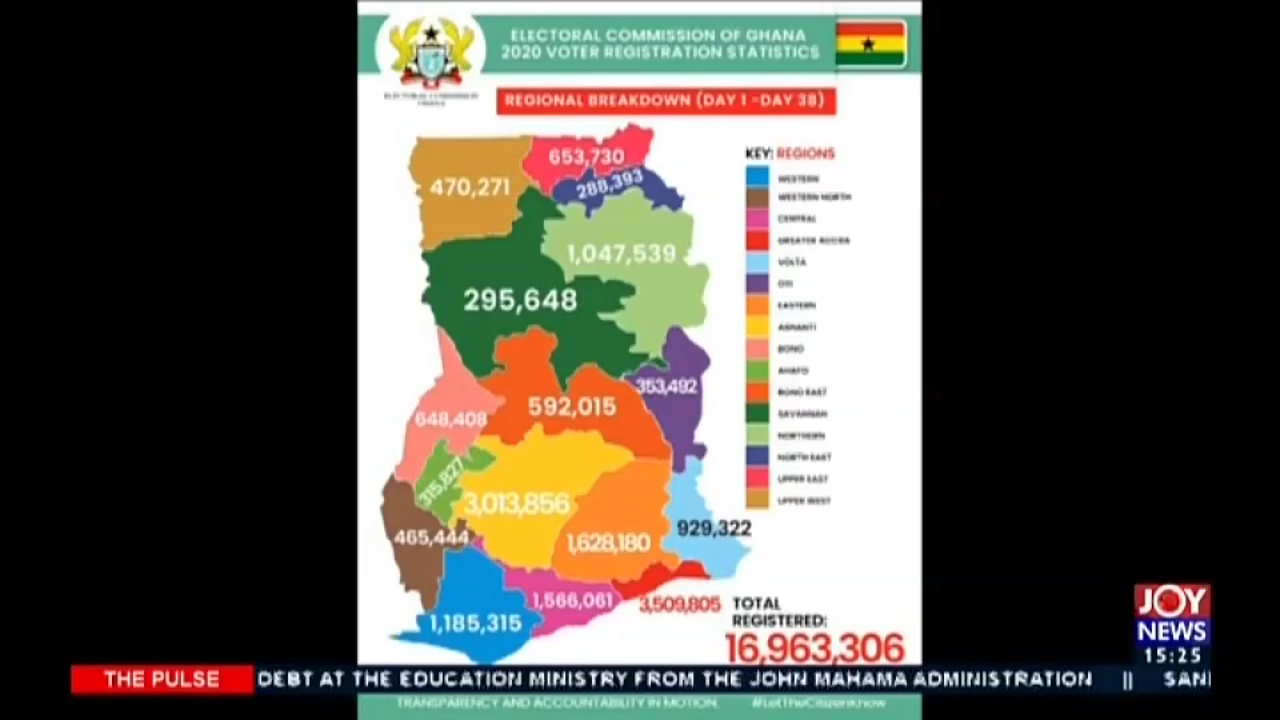 ELECTORAL COMMISSION OF GHANA
2020 VOTER REGISTRATION STATISTICS
ELECTORAL COMMISSION
GHANA
REGIONAL BREAKDOWN (DAY 1 - DAY 38)
653,730
288,393
470,271
1,047,539
295,648
353,492
592,015
648,408
315,827
3,013,856
465,444
1,628,180
929,322
1,566,061
3,509,805
1,185,315
KEY: REGIONS
WESTERN
WESTERN NORTH
CENTRAL
GREATER ACCRA
VOLTA
OTI
EASTERN
ASHANTI
BONO
AHAFO
BONO EAST
SAVANNAH
NORTHERN
NORTH EAST
UPPER EAST
UPPER WEST
TOTAL
REGISTERED:
16,963,306
JOY
NEWS
15:25
THE PULSE DEBT AT THE EDUCATION MINISTRY FROM THE JOHN MAHAMA ADMINISTRATION || SAN
TRANSPARENCY AND ACCOUNTABILITY IN MOTION. #LetTheCitizenKnow